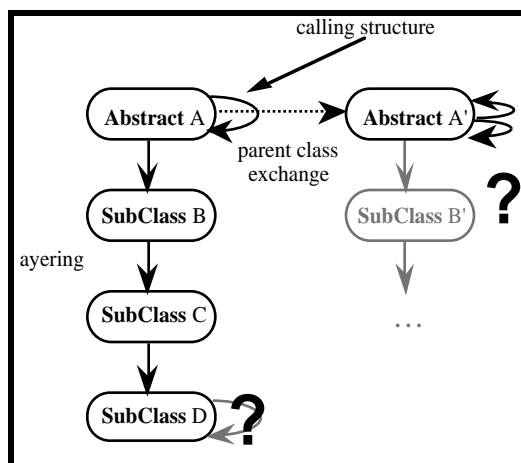 calling structure
Abstract A
Abstract A'
parent class
exchange
SubClass B
SubClass B'
?
ayering
SubClass C
...
SubClass D
?